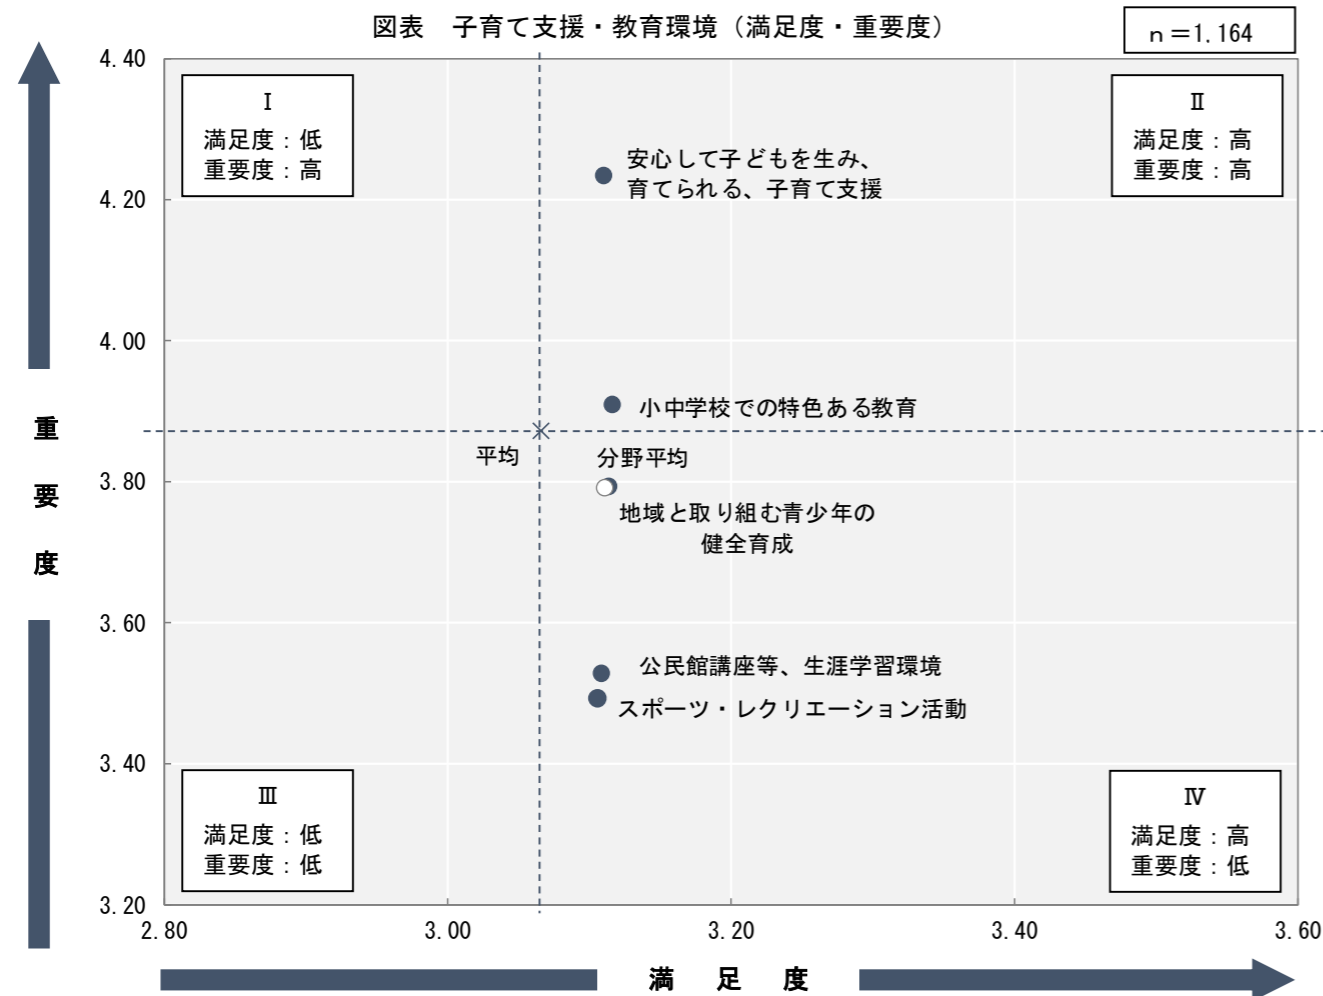 図表　子育て支援・教育環境（満足度・重要度）
ｎ＝1.164
4.40
Ⅰ
満足度：低
重要度：高
Ⅱ
満足度：高
重要度：高
安心して子どもを生み、
育てられる、子育て支援
4.20
4.00
小中学校での特色ある教育
重
要
度
平均
分野平均
3.80
地域と取り組む青少年の
健全育成
3.60
公民館講座等、生涯学習環境
スポーツ・レクリエーション活動
3.40
Ⅲ
満足度：低
重要度：低
Ⅳ
満足度：高
重要度：低
3.20
2.80
3.00
3.20
3.40
3.60
満　足　度